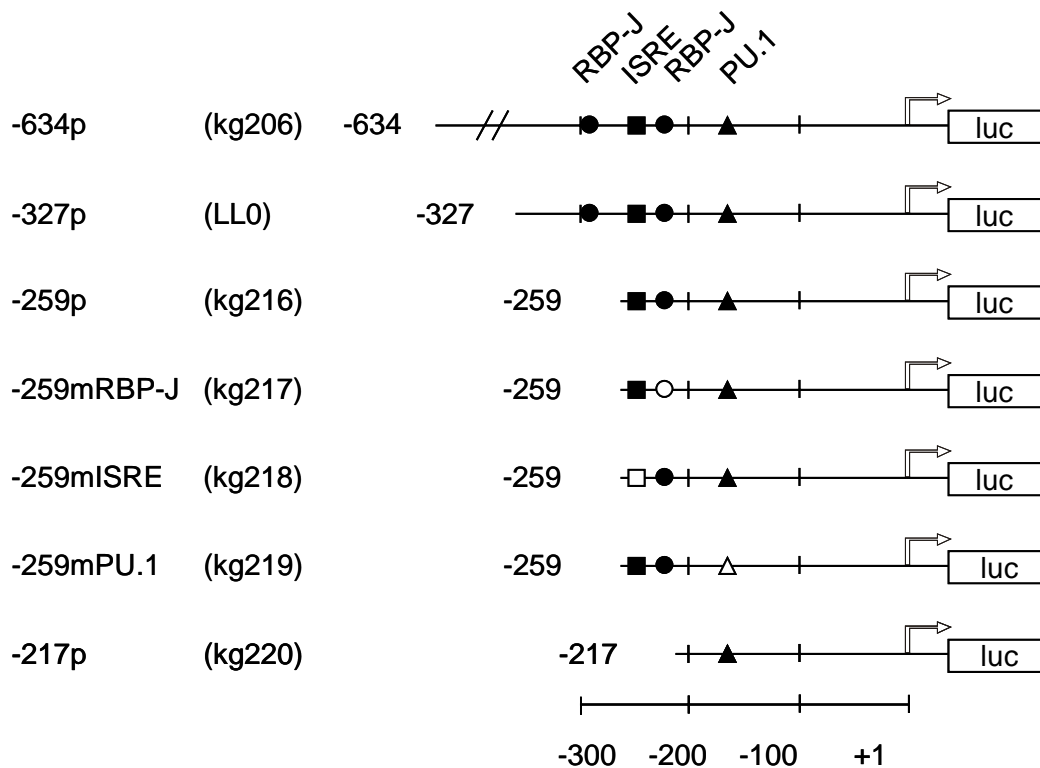 RBP-J ISRE RBP-J PU.1
-634p (kg206) -634 luc
-327p (LL0) -327 luc
-259p (kg216) -259 luc
-259mRBP-J (kg217) -259 luc
-259mISRE (kg218) -259 luc
-259mPU.1 (kg219) -259 luc
-217p (kg220) -217 luc
-300 -200 -100 +1